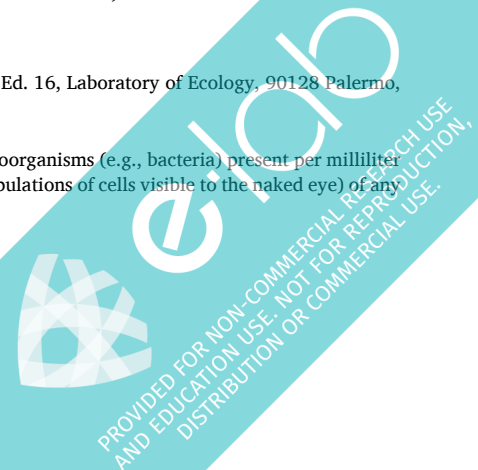 Ed. 16, Laboratory of Ecology, 90128 Palermo,
oorganisms (e.g., bacteria) present per milliliter
pulations of cells visible to the naked eye) of any
e·lab
PROVIDED FOR NON-COMMERCIAL RESEARCH USE
AND EDUCATION USE. NOT FOR REPRODUCTION,
DISTRIBUTION OR COMMERCIAL USE.